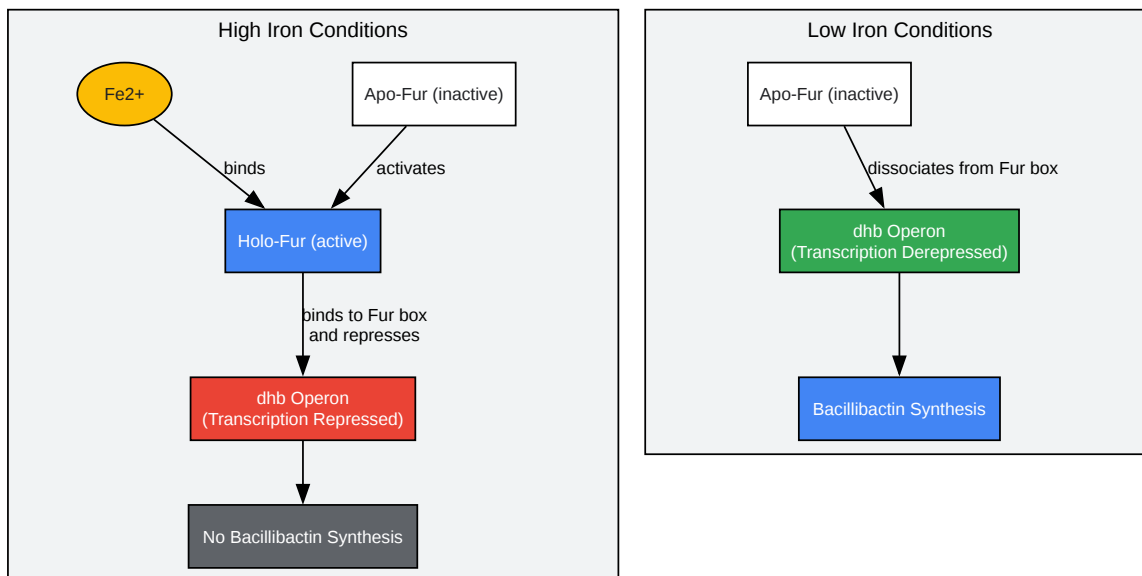 High Iron Conditions
Fe2+
Apo-Fur (inactive)
binds
activates
Holo-Fur (active)
binds to Fur box
and represses
dhb Operon
(Transcription Repressed)
No Bacillibactin Synthesis
Low Iron Conditions
Apo-Fur (inactive)
dissociates from Fur box
dhb Operon
(Transcription Derepressed)
Bacillibactin Synthesis